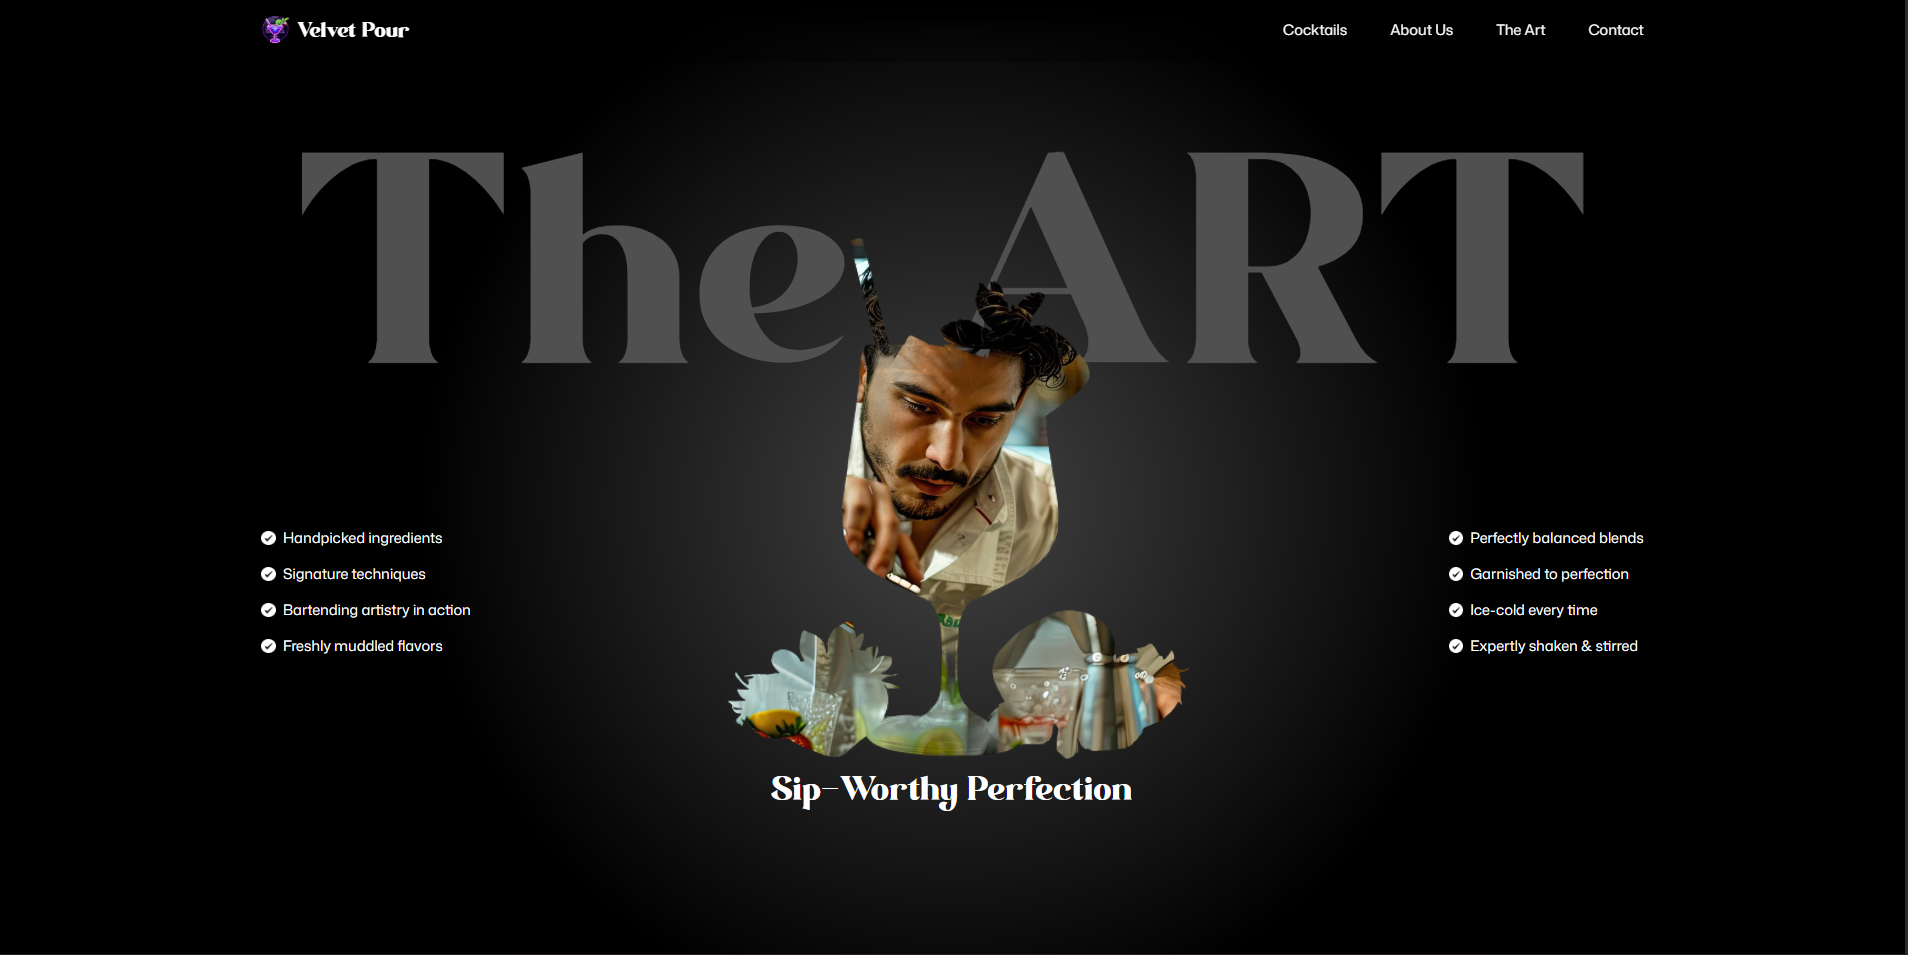 Velvet Pour
Cocktails
About Us
The Art
Contact
The ART
Handpicked ingredients
Signature techniques
Bartending artistry in action
Freshly muddled flavors
Perfectly balanced blends
Garnished to perfection
Ice-cold every time
Expertly shaken & stirred
Sip-Worthy Perfection